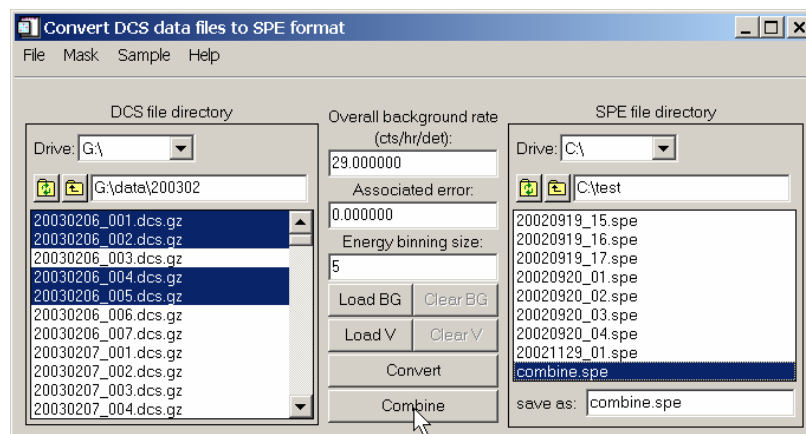 Convert DCS data files to SPE format
File Mask Sample Help
DCS file directory
Drive: G:\
G:\data\200302
20030206_001.dcs.gz
20030206_002.dcs.gz
20030206_003.dcs.gz
20030206_004.dcs.gz
20030206_005.dcs.gz
20030206_006.dcs.gz
20030206_007.dcs.gz
20030207_001.dcs.gz
20030207_002.dcs.gz
20030207_003.dcs.gz
20030207_004.dcs.gz
Overall background rate
(cts/hr/det):
29.000000
Associated error:
0.000000
Energy binning size:
5
Load BG Clear BG
Load V Clear V
Convert
Combine
SPE file directory
Drive: C:\
C:\test
20020919_15.spe
20020919_16.spe
20020919_17.spe
20020920_01.spe
20020920_02.spe
20020920_03.spe
20020920_04.spe
20021129_01.spe
combine.spe
save as: combine.spe